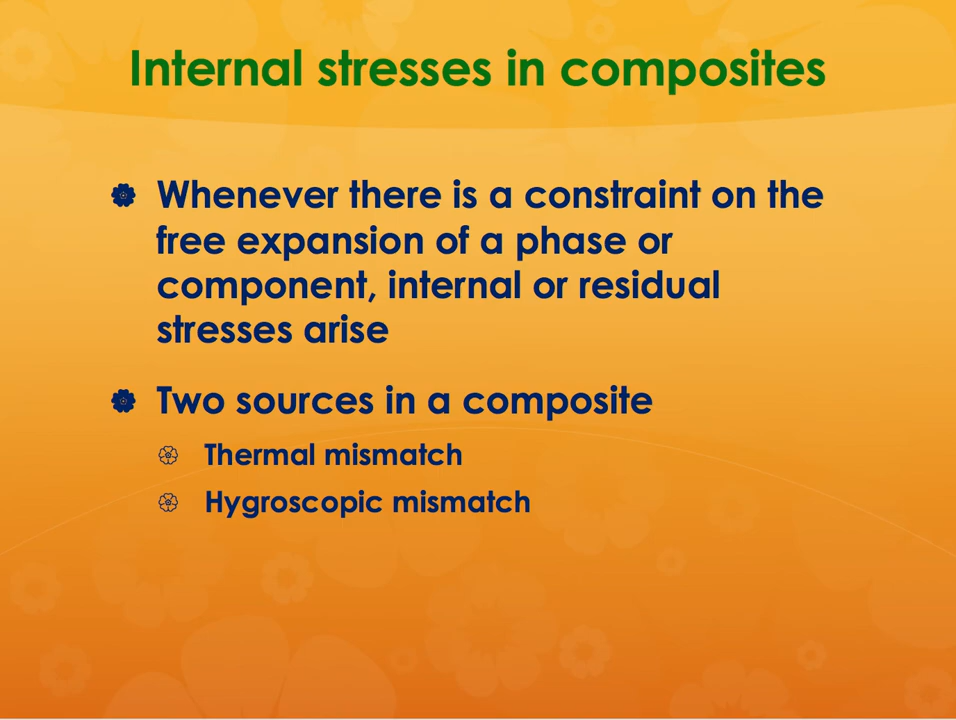 Internal stresses in composites
Whenever there is a constraint on the
free expansion of a phase or
component, internal or residual
stresses arise
Two sources in a composite
Thermal mismatch
Hygroscopic mismatch